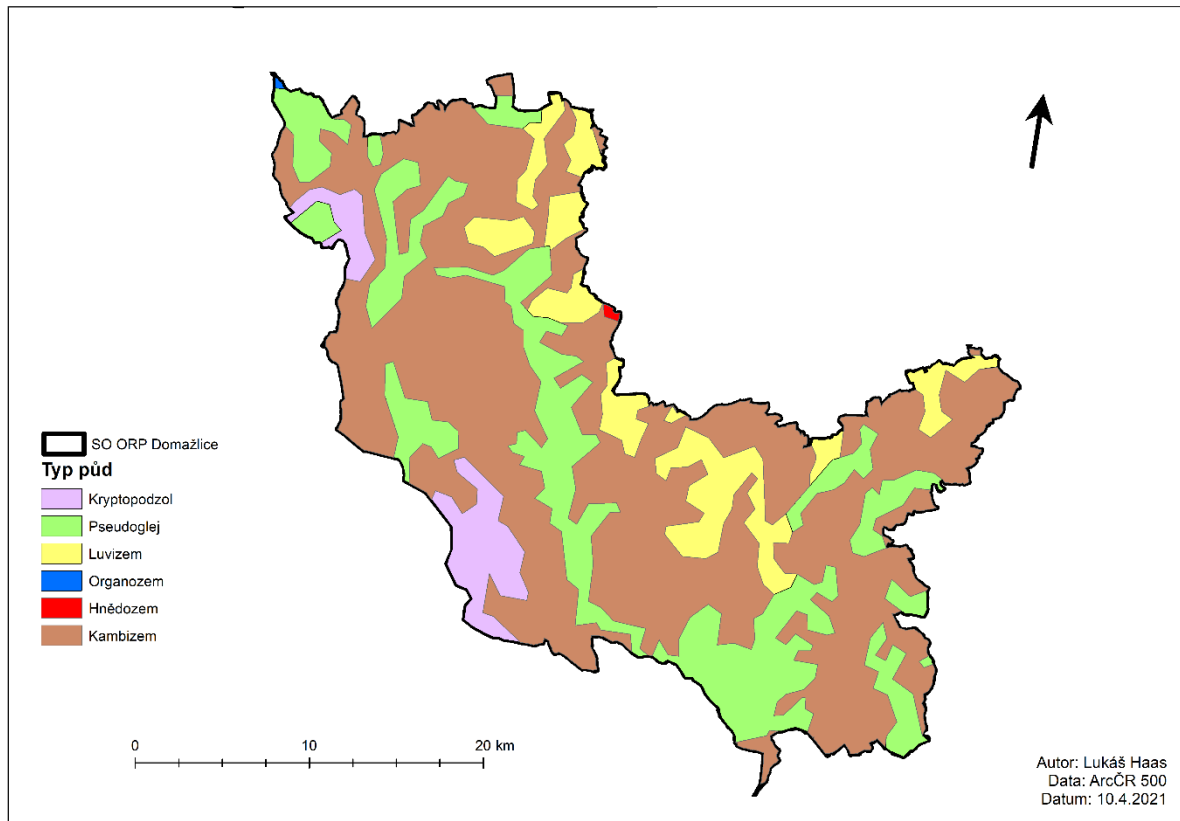 SO ORP Domažlice
Typ půd
Kryptopodzol
Pseudoglej
Luvizem
Organozem
Hnědozem
Kambizem
0 10 20 km
Autor: Lukáš Haas
Data: ArcČR 500
Datum: 10.4.2021